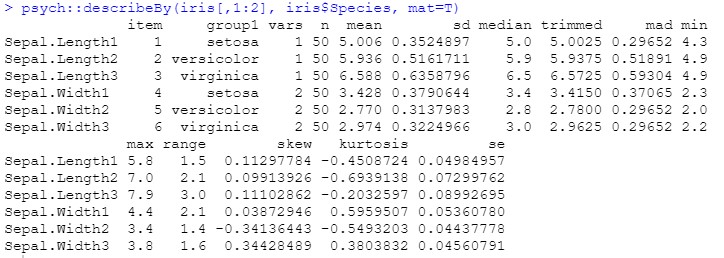 > psych::describeBy(iris[,1:2], iris$Species, mat=T)
item group1 vars n mean sd median trimmed mad min
Sepal.Length1 1 setosa 1 50 5.006 0.3524897 5.0 5.0025 0.29652 4.3
Sepal.Length2 2 versicolor 1 50 5.936 0.5161711 5.9 5.9375 0.51891 4.9
Sepal.Length3 3 virginica 1 50 6.588 0.6358796 6.5 6.5725 0.59304 4.9
Sepal.Width1 4 setosa 2 50 3.428 0.3790644 3.4 3.4150 0.37065 2.3
Sepal.Width2 5 versicolor 2 50 2.770 0.3137983 2.8 2.7800 0.29652 2.0
Sepal.Width3 6 virginica 2 50 2.974 0.3224966 3.0 2.9625 0.29652 2.2
max range skew kurtosis se
Sepal.Length1 5.8 1.5 0.11297784 -0.4508724 0.04984957
Sepal.Length2 7.0 2.1 0.09913926 -0.6939138 0.07299762
Sepal.Length3 7.9 3.0 0.11102862 -0.2032597 0.08992695
Sepal.Width1 4.4 2.1 0.03872946 0.5959507 0.05360780
Sepal.Width2 3.4 1.4 -0.34136443 -0.5493203 0.04437778
Sepal.Width3 3.8 1.6 0.34428489 0.3803832 0.04560791